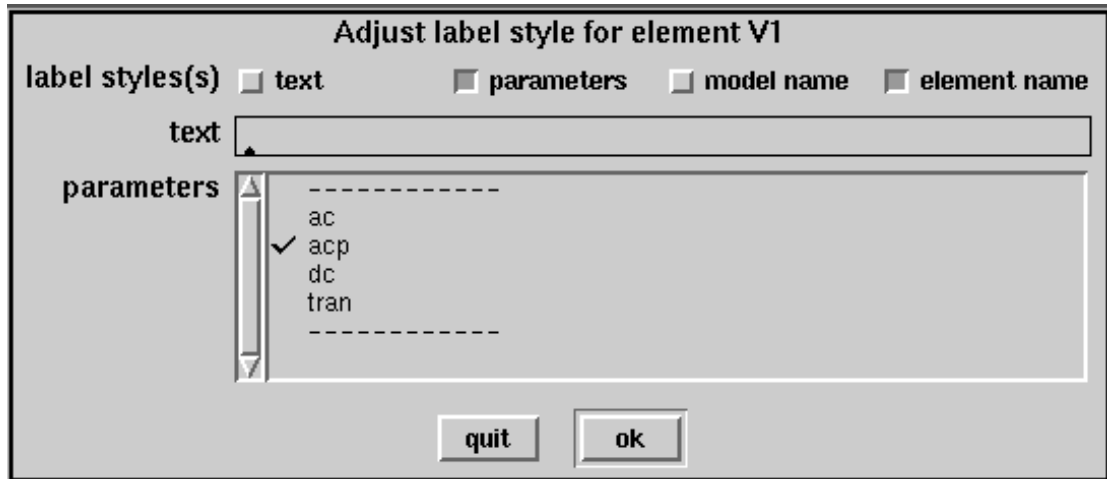 Adjust label style for element V1
label styles(s) text parameters model name element name
text
parameters
------------
ac
acp
dc
tran
------------
quit ok